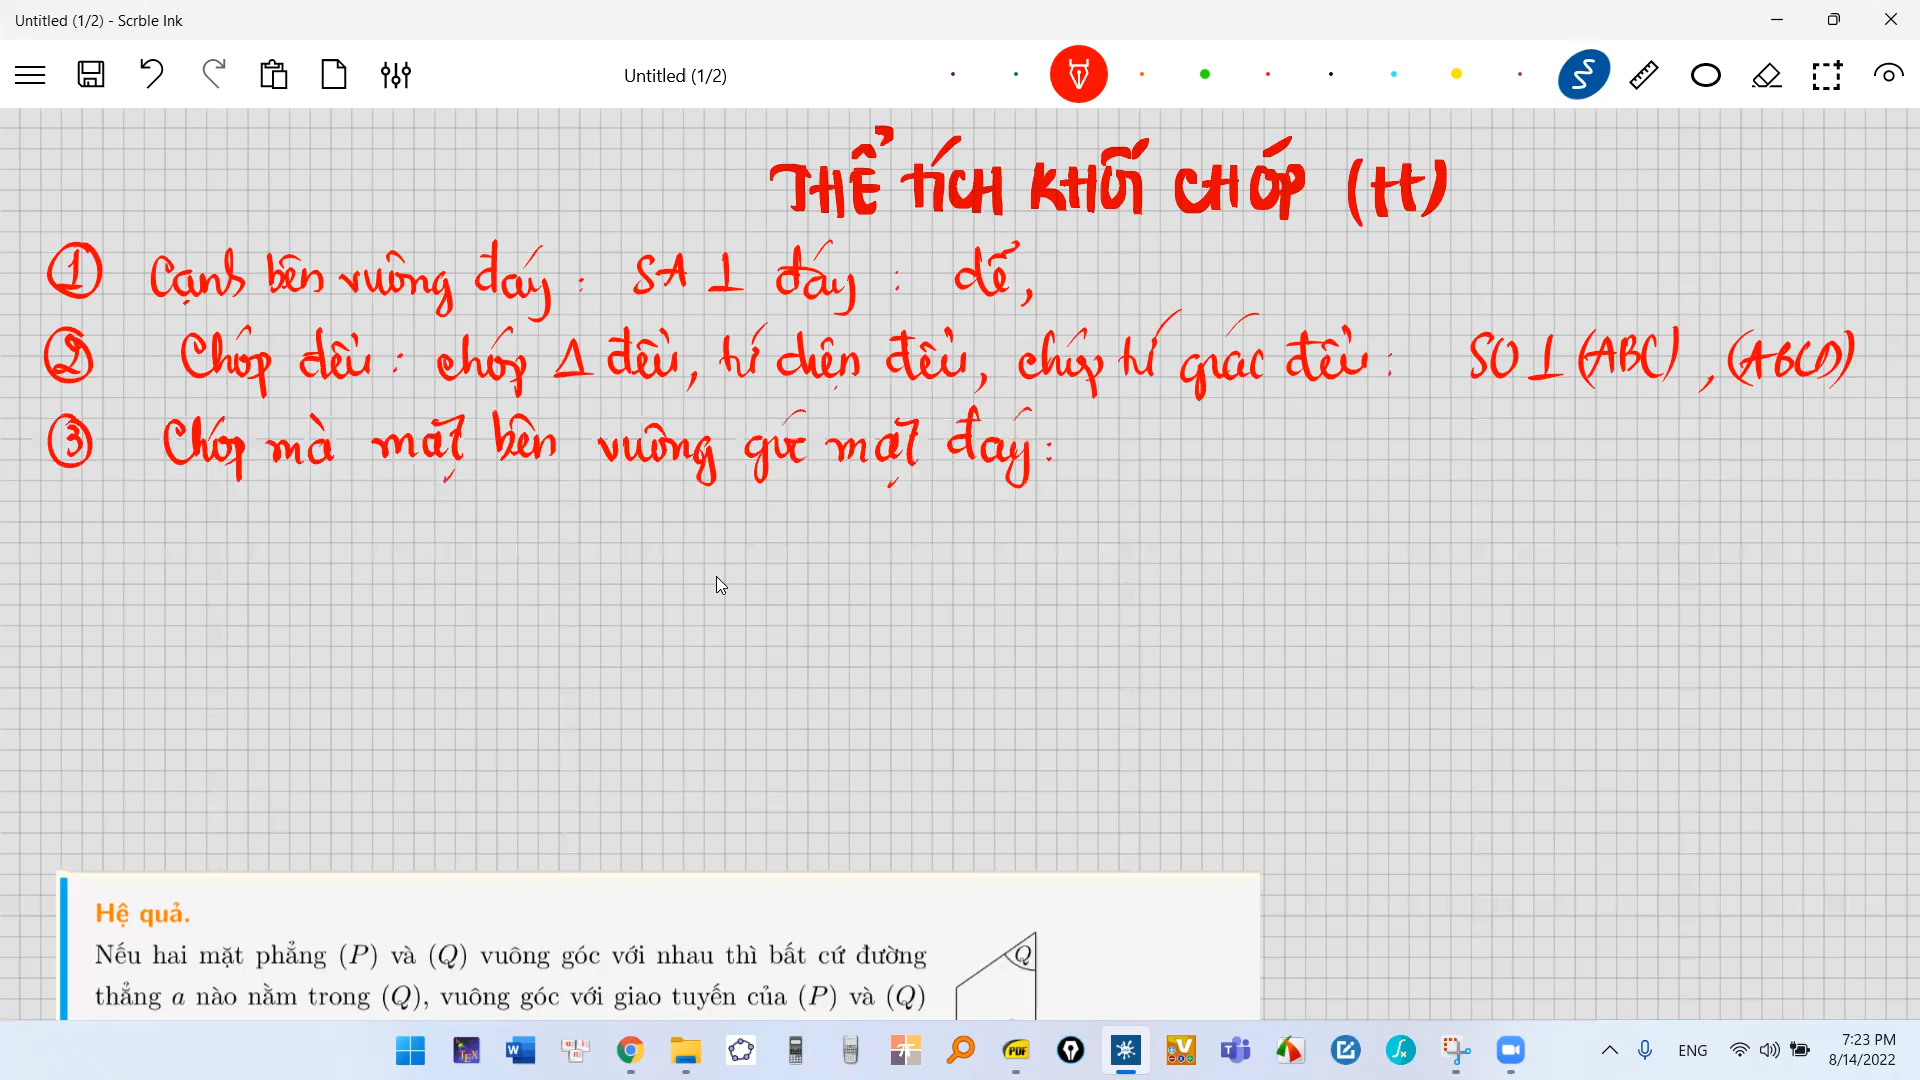 Untitled (1/2) - Scrble Ink
Untitled (1/2)
THỂ TÍCH KHỐI CHÓP (tt)
① Cạnh bên vuông đáy : SA ⊥ đáy : dễ,
② Chóp đều : chóp Δ đều, tứ diện đều, chóp tứ giác đều : SO ⊥ (ABC), (ABCD)
③ Chóp mà mặt bên vuông góc mặt đáy :
Hệ quả.
Nếu hai mặt phẳng (P) và (Q) vuông góc với nhau thì bất cứ đường
thẳng a nào nằm trong (Q), vuông góc với giao tuyến của (P) và (Q)
Q
ENG
7:23 PM
8/14/2022